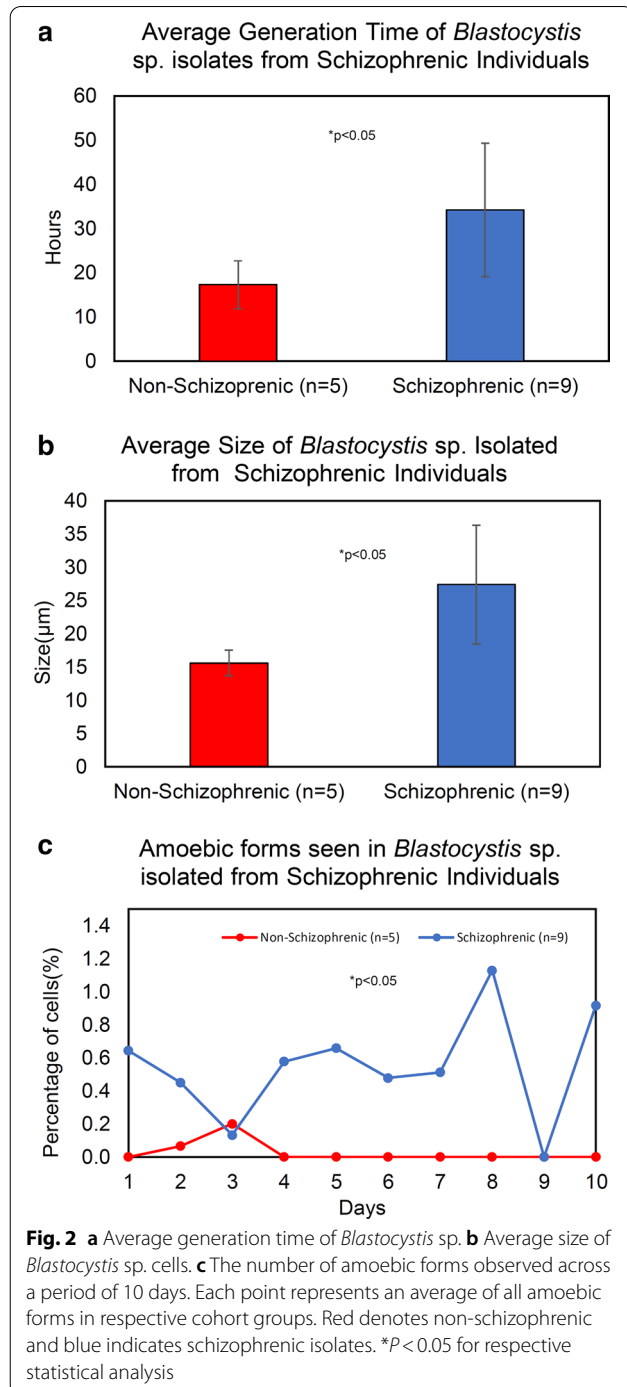 a
Average Generation Time of Blastocystis
sp. isolates from Schizophrenic Individuals
60
50
40
30
20
10
0
Hours
*p<0.05
Non-Schizoprenic (n=5) Schizophrenic (n=9)
b
Average Size of Blastocystis sp. Isolated
from Schizophrenic Individuals
40
35
30
25
20
15
10
5
0
Size(µm)
*p<0.05
Non-Schizophrenic (n=5) Schizophrenic (n=9)
c
Amoebic forms seen in Blastocystis sp.
isolated from Schizophrenic Individuals
1.4
1.2
1.0
0.8
0.6
0.4
0.2
0.0
Percentage of cells(%)
Non-Schizophrenic (n=5) Schizophrenic (n=9)
*p<0.05
1 2 3 4 5 6 7 8 9 10
Days
Fig. 2 a Average generation time of Blastocystis sp. b Average size of
Blastocystis sp. cells. c The number of amoebic forms observed across
a period of 10 days. Each point represents an average of all amoebic
forms in respective cohort groups. Red denotes non-schizophrenic
and blue indicates schizophrenic isolates. *P < 0.05 for respective
statistical analysis